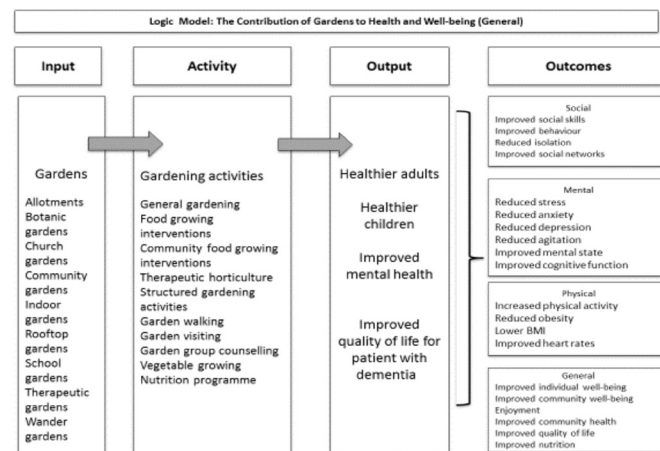 Logic Model: The Contribution of Gardens to Health and Well-being (General)
Input
Activity
Output
Outcomes
Gardens
Allotments
Botanic
gardens
Church
gardens
Community
gardens
Indoor
gardens
Rooftop
gardens
School
gardens
Therapeutic
gardens
Wander
gardens
Gardening activities
General gardening
Food growing
interventions
Community food growing
interventions
Therapeutic horticulture
Structured gardening
activities
Garden walking
Garden visiting
Garden group counselling
Vegetable growing
Nutrition programme
Healthier adults
Healthier
children
Improved
mental health
Improved
quality of life for
patient with
dementia
Social
Improved social skills
Improved behaviour
Reduced isolation
Improved social networks
Mental
Reduced stress
Reduced anxiety
Reduced depression
Reduced agitation
Improved mental state
Improved cognitive function
Physical
Increased physical activity
Reduced obesity
Lower BMI
Improved heart rates
General
Improved individual well-being
Improved community well-being
Enjoyment
Improved community health
Improved quality of life
Improved nutrition